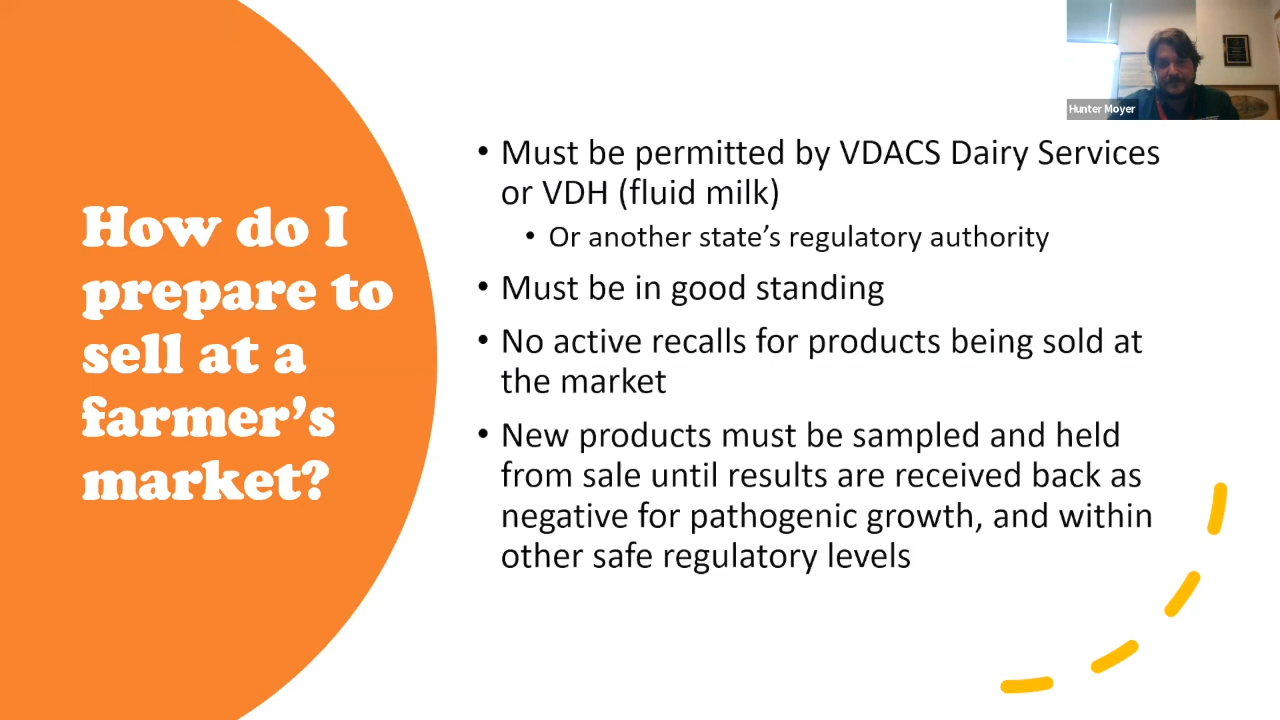 Hunter Moyer
How do I
prepare to
sell at a
farmer's
market?
• Must be permitted by VDACS Dairy Services
or VDH (fluid milk)
• Or another state's regulatory authority
• Must be in good standing
• No active recalls for products being sold at
the market
• New products must be sampled and held
from sale until results are received back as
negative for pathogenic growth, and within
other safe regulatory levels